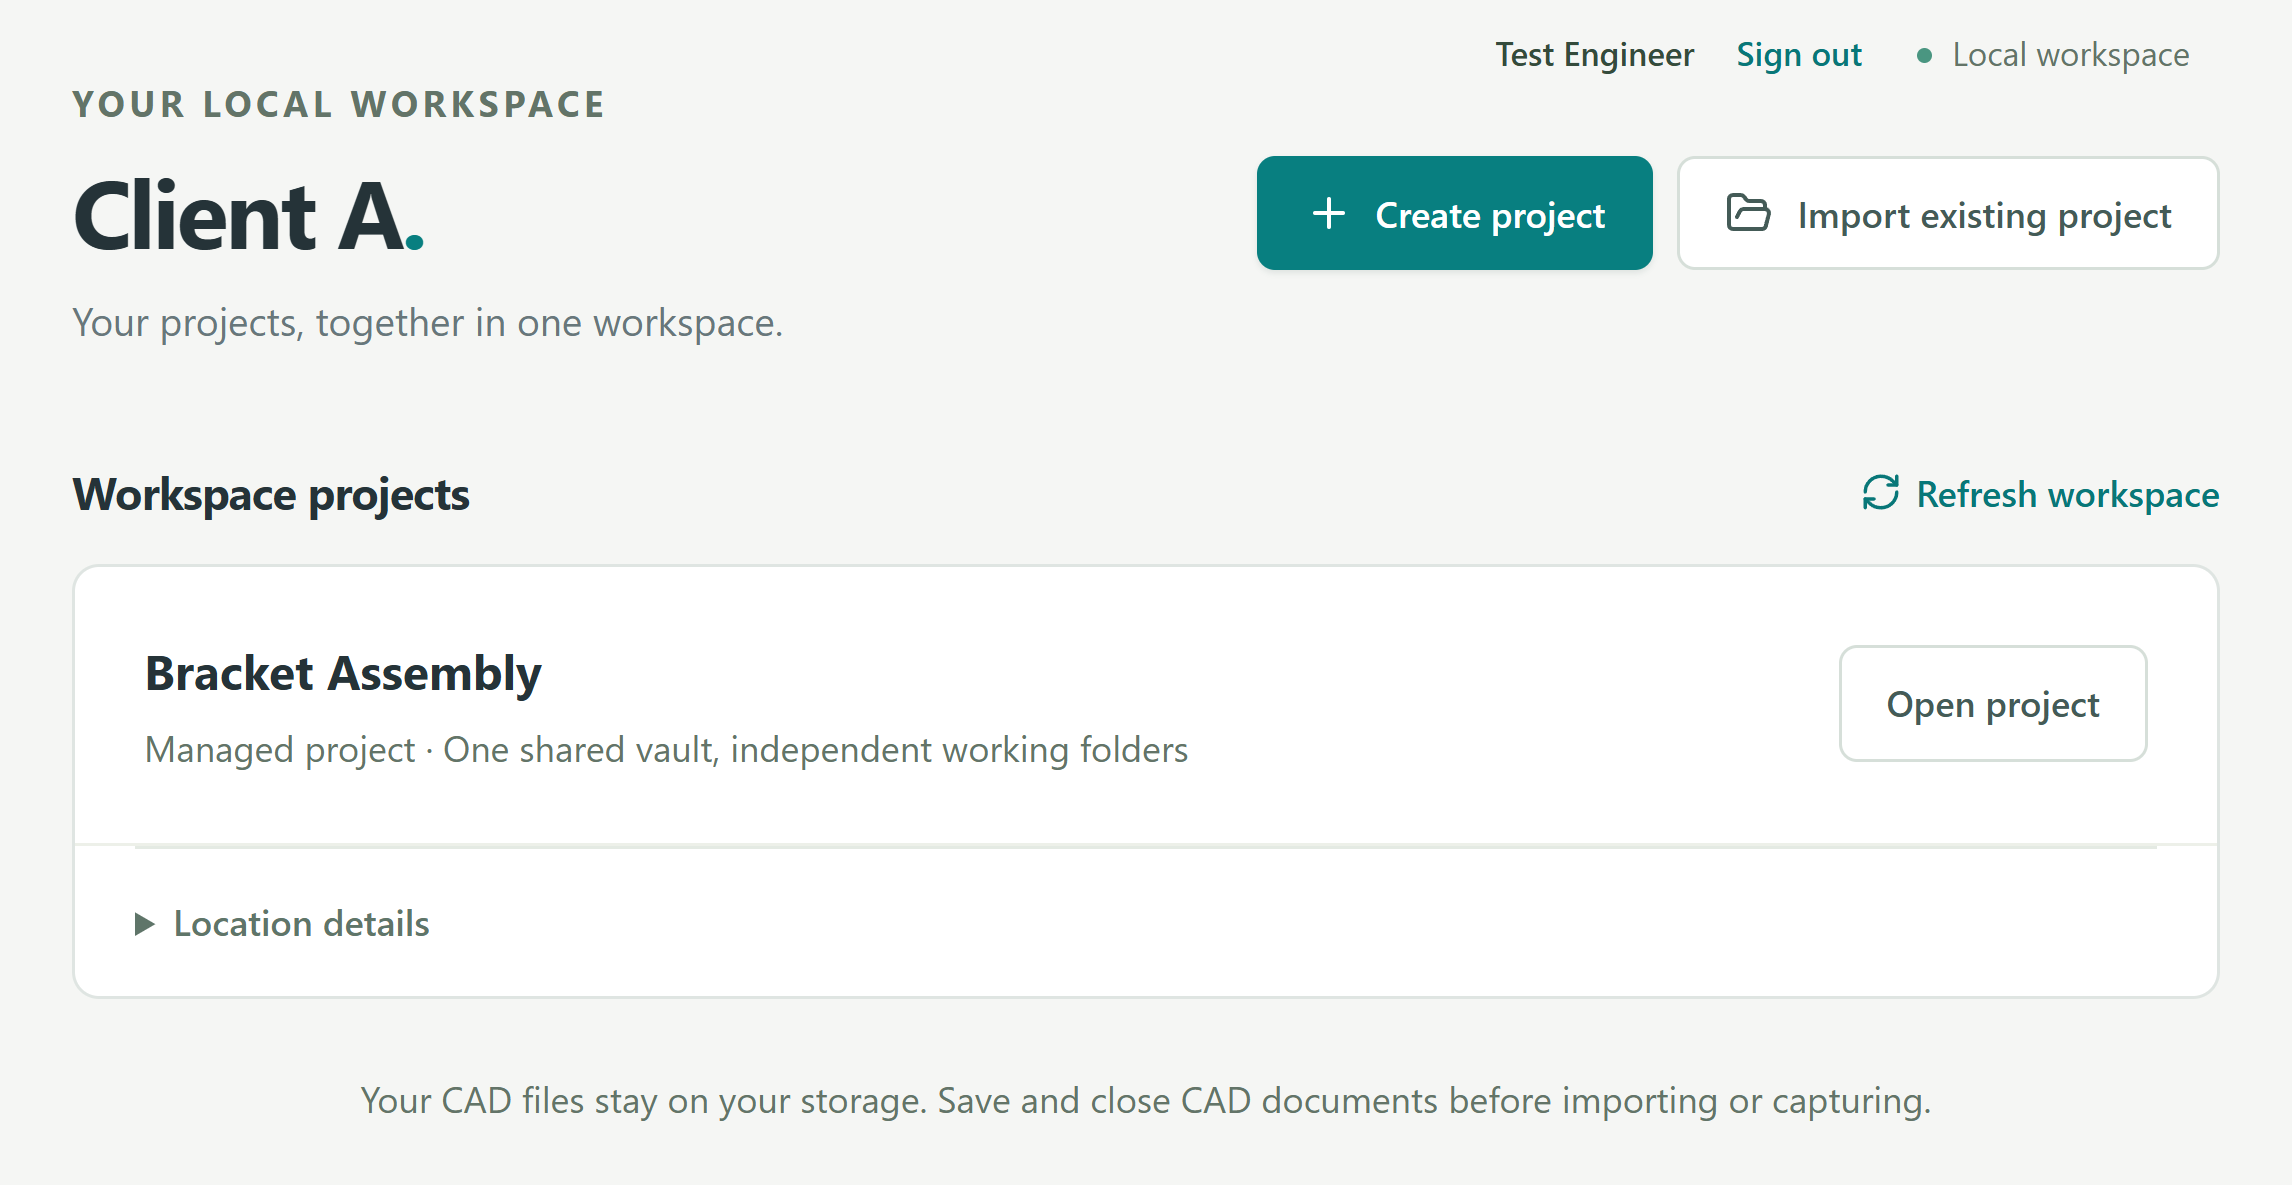 Test Engineer Sign out Local workspace
YOUR LOCAL WORKSPACE
Client A.
Create project
Import existing project
Your projects, together in one workspace.
Workspace projects
Refresh workspace
Bracket Assembly
Managed project · One shared vault, independent working folders
Open project
Location details
Your CAD files stay on your storage. Save and close CAD documents before importing or capturing.